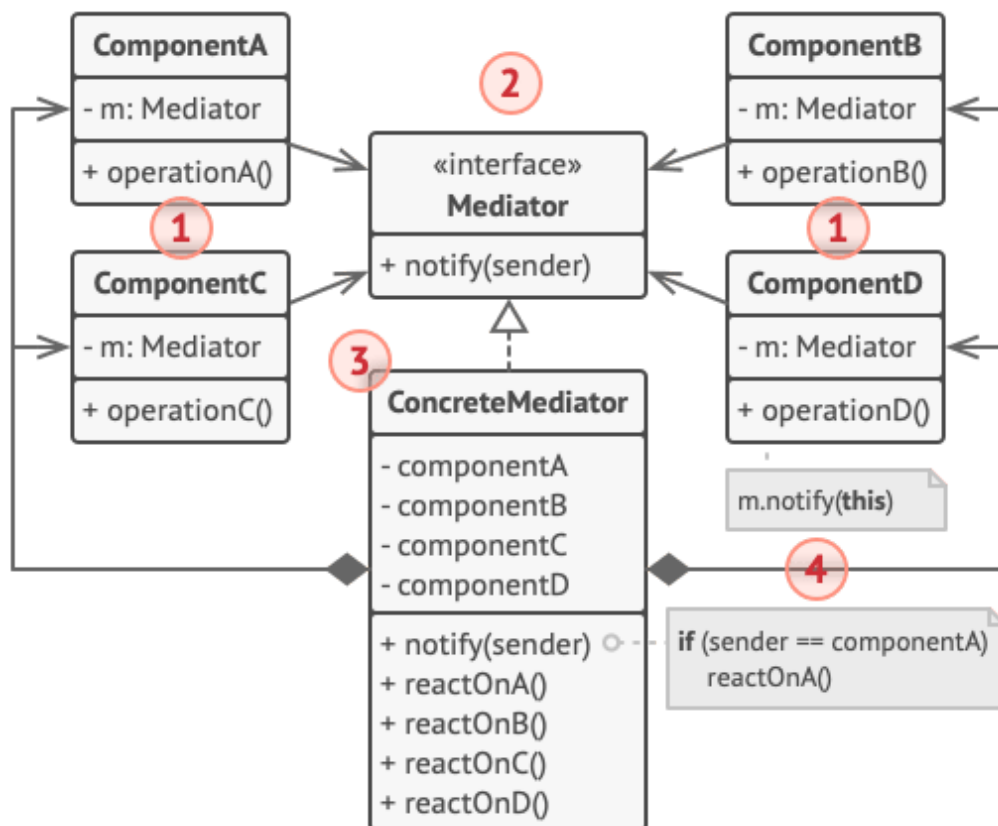 ComponentA
- m: Mediator
+ operationA()
1
ComponentC
- m: Mediator
+ operationC()
2
«interface»
Mediator
+ notify(sender)
ComponentB
- m: Mediator
+ operationB()
1
ComponentD
- m: Mediator
+ operationD()
m.notify(this)
3
ConcreteMediator
- componentA
- componentB
- componentC
- componentD
+ notify(sender)
+ reactOnA()
+ reactOnB()
+ reactOnC()
+ reactOnD()
4
if (sender == componentA)
reactOnA()